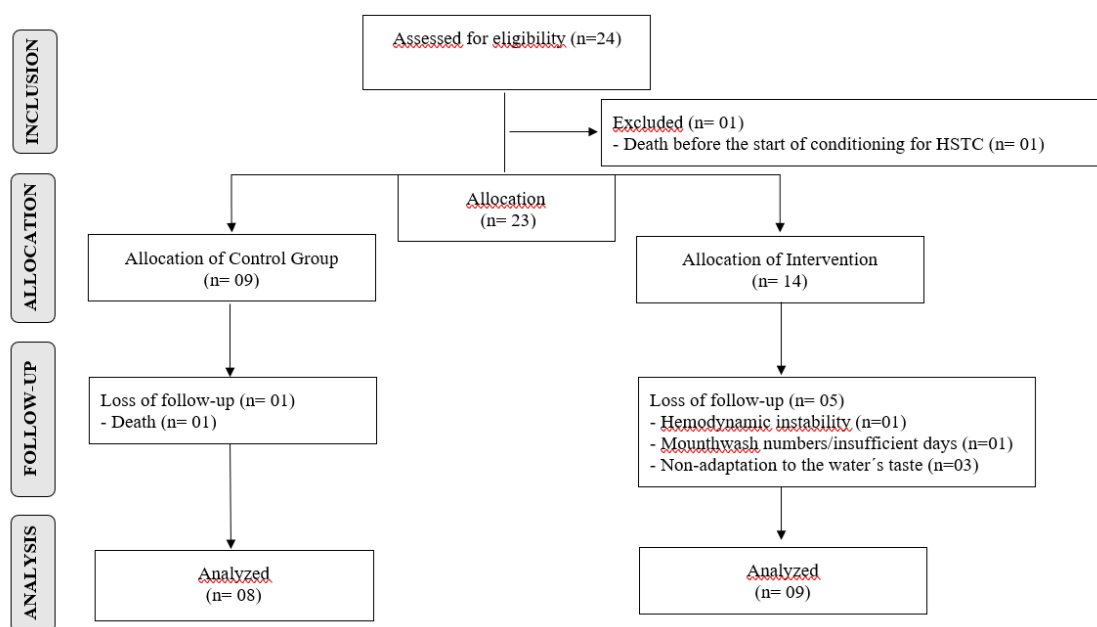 INCLUSION
Assessed for eligibility (n=24)
Excluded (n= 01)
- Death before the start of conditioning for HSTC (n= 01)
ALLOCATION
Allocation
(n= 23)
Allocation of Control Group
(n= 09)
Allocation of Intervention
(n= 14)
FOLLOW-UP
Loss of follow-up (n= 01)
- Death (n= 01)
Loss of follow-up (n= 05)
- Hemodynamic instability (n=01)
- Mounthwash numbers/insufficient days (n=01)
- Non-adaptation to the water´s taste (n=03)
ANALYSIS
Analyzed
(n= 08)
Analyzed
(n= 09)